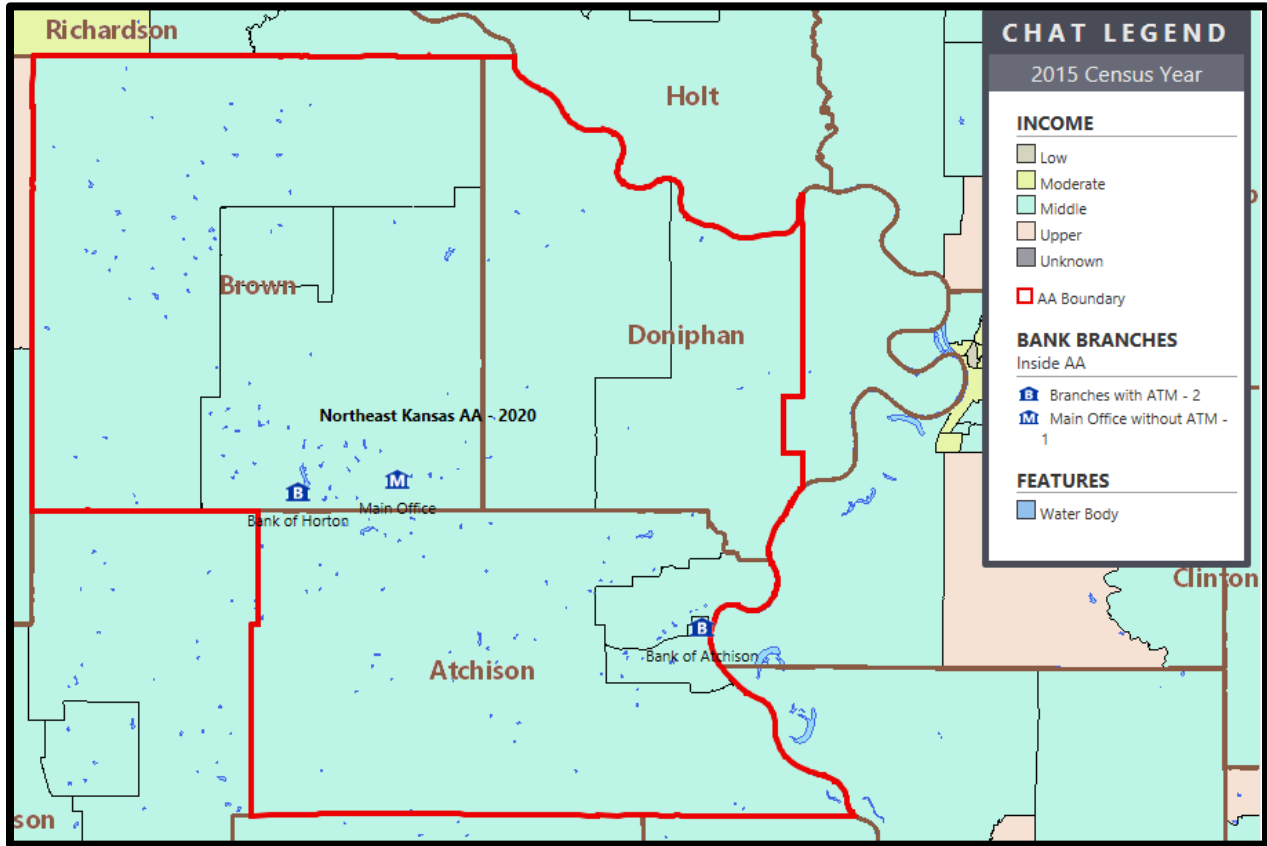 Richardson
Holt
Brown
Doniphan
Northeast Kansas AA - 2020
Bank of Horton
Main Office
Bank of Atchison
Atchison
Clinton
son
CHAT LEGEND
2015 Census Year
INCOME
Low
Moderate
Middle
Upper
Unknown
AA Boundary
BANK BRANCHES
Inside AA
B Branches with ATM - 2
M Main Office without ATM -
1
FEATURES
Water Body
B
M
B